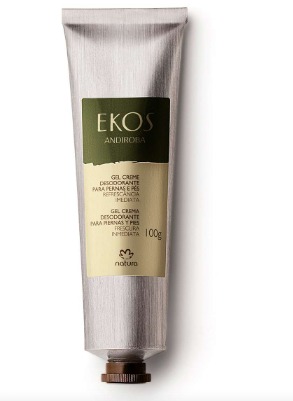 EKOS
ANDIROBA
GEL CREME
DESODORANTE
PARA PERNAS E PÉS
REFRESCÂNCIA
IMEDIATA
GEL CREMA
DESODORANTE
PARA PIERNAS Y PIES
FRESCURA
INMEDIATA
100g
natura